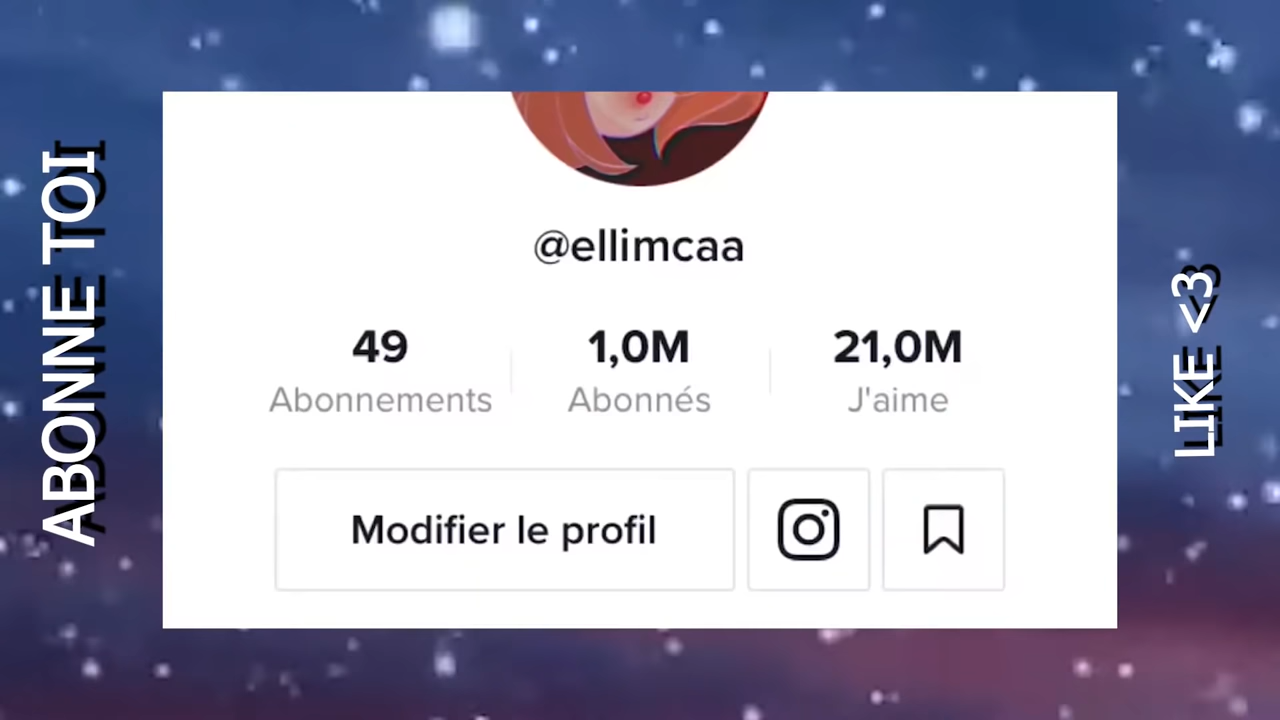 ABONNE TOI
@ellimcaa
49 1,0M 21,0M
Abonnements Abonnés J'aime
Modifier le profil
LIKE <3